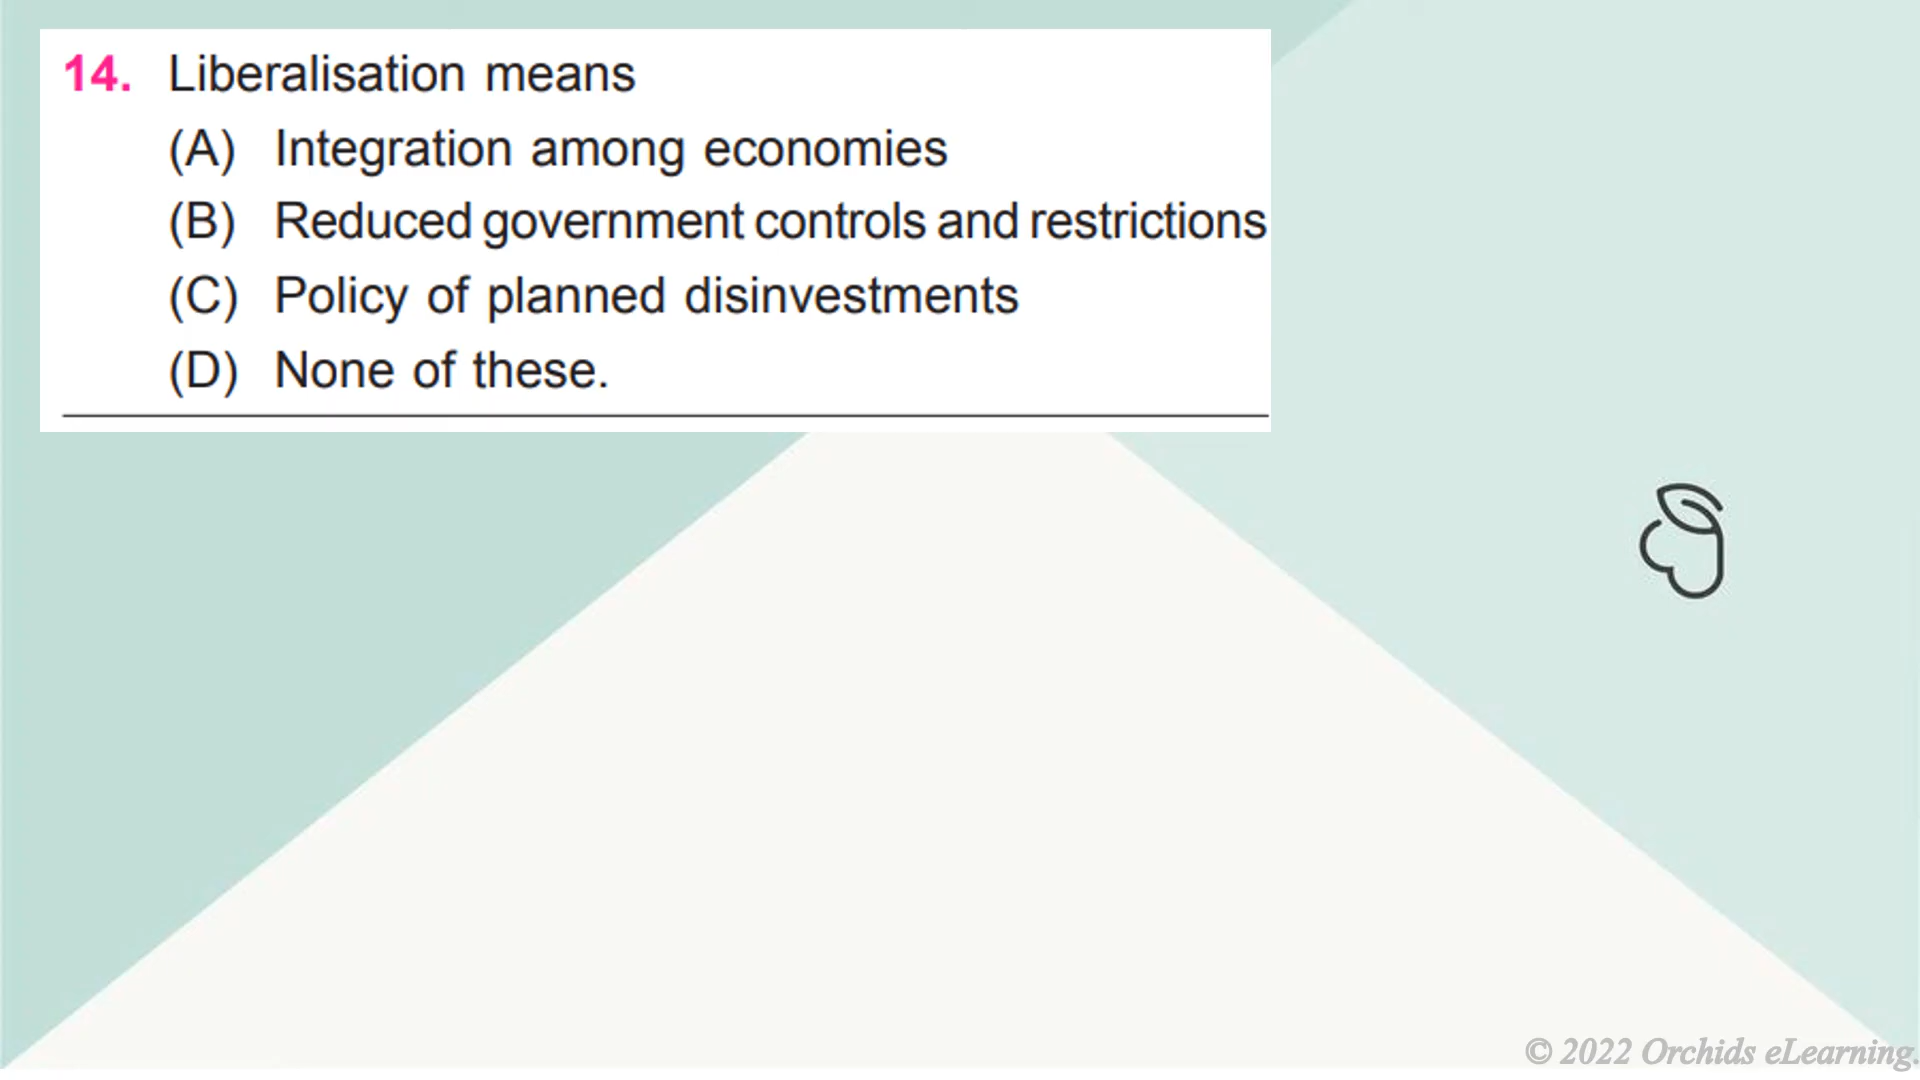 14. Liberalisation means
(A) Integration among economies
(B) Reduced government controls and restrictions
(C) Policy of planned disinvestments
(D) None of these.
© 2022 Orchids eLearning.